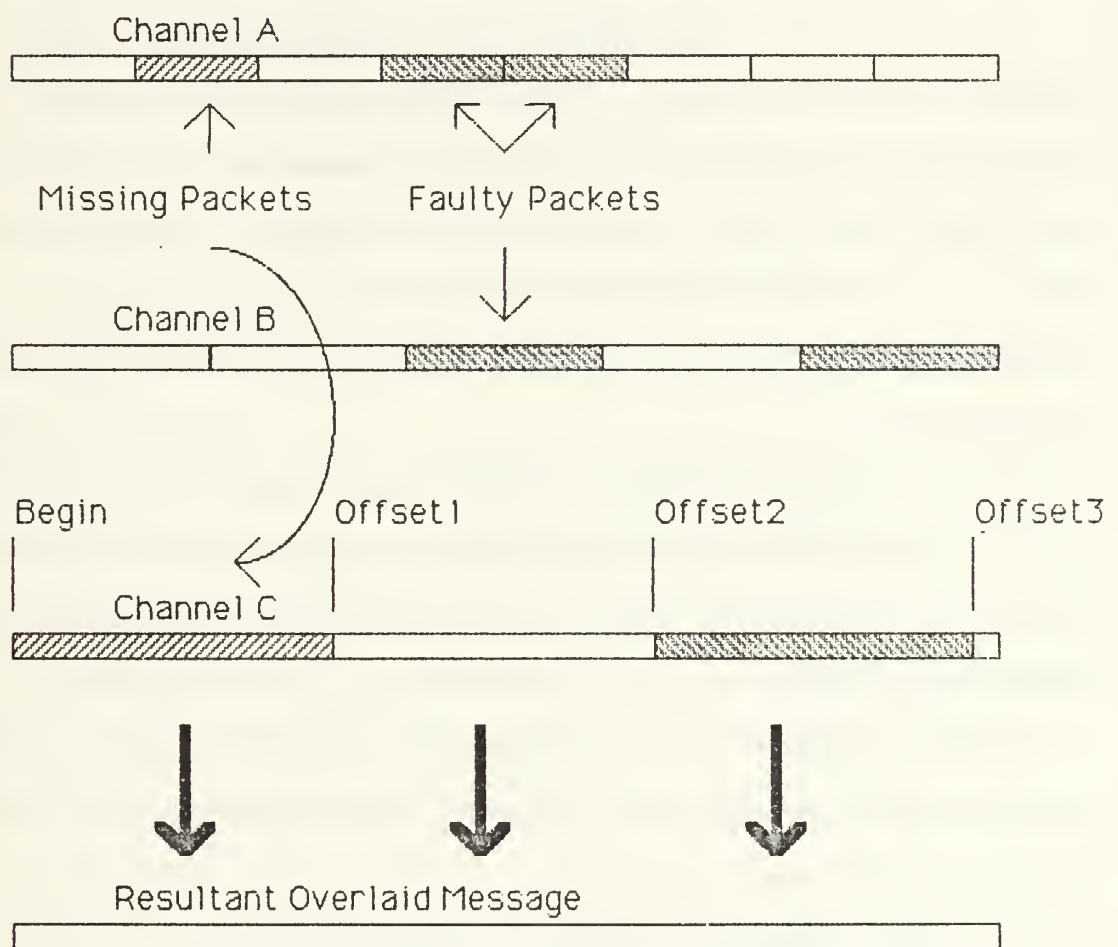 Channel A
Missing Packets Faulty Packets
Channel B
Begin Offset1 Offset2 Offset3
Channel C
Resultant Overlaid Message